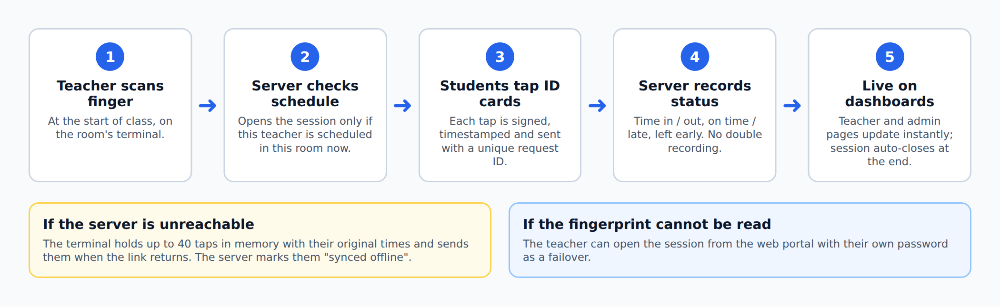 1
Teacher scans
finger
At the start of class, on
the room's terminal.
2
Server checks
schedule
Opens the session only if
this teacher is scheduled
in this room now.
3
Students tap ID
cards
Each tap is signed,
timestamped and sent
with a unique request
ID.
4
Server records
status
Time in / out, on time /
late, left early. No double
recording.
5
Live on
dashboards
Teacher and admin
pages update instantly;
session auto-closes at
the end.
If the server is unreachable
The terminal holds up to 40 taps in memory with their original times and sends
them when the link returns. The server marks them "synced offline".
If the fingerprint cannot be read
The teacher can open the session from the web portal with their own password
as a failover.